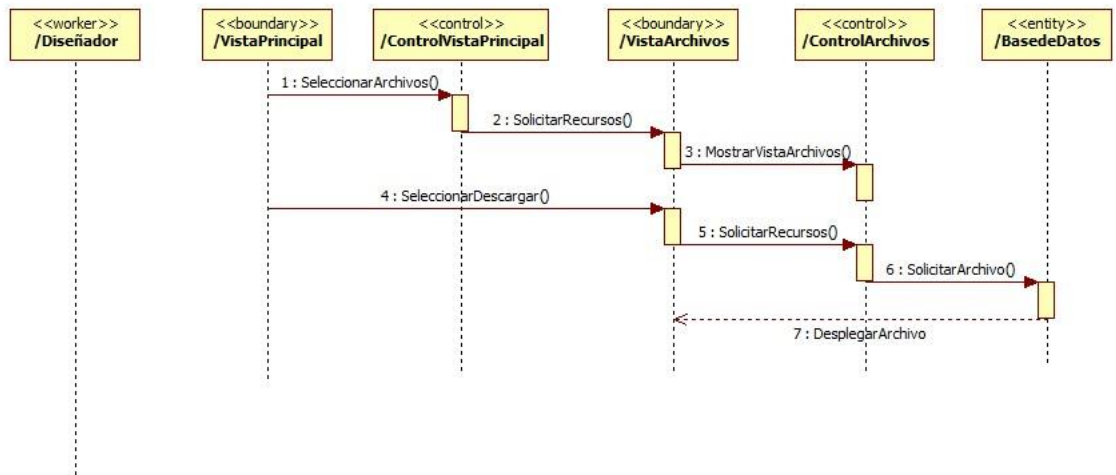 <<worker>>
/Diseñador
<<boundary>>
/VistaPrincipal
<<control>>
/ControlVistaPrincipal
<<boundary>>
/VistaArchivos
<<control>>
/ControlArchivos
<<entity>>
/BasedeDatos
1 : SeleccionarArchivos()
2 : SolicitarRecursos()
3 : MostrarVistaArchivos()
4 : SeleccionarDescargar()
5 : SolicitarRecursos()
6 : SolicitarArchivo()
7 : DesplegarArchivo